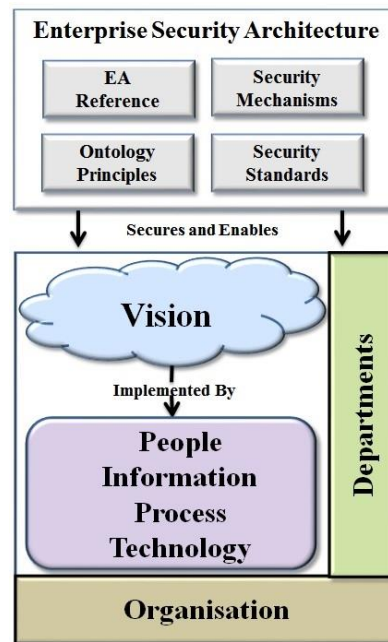 Enterprise Security Architecture
EA
Reference
Security
Mechanisms
Ontology
Principles
Security
Standards
Secures and Enables
Vision
Implemented By
People
Information
Process
Technology
Departments
Organisation